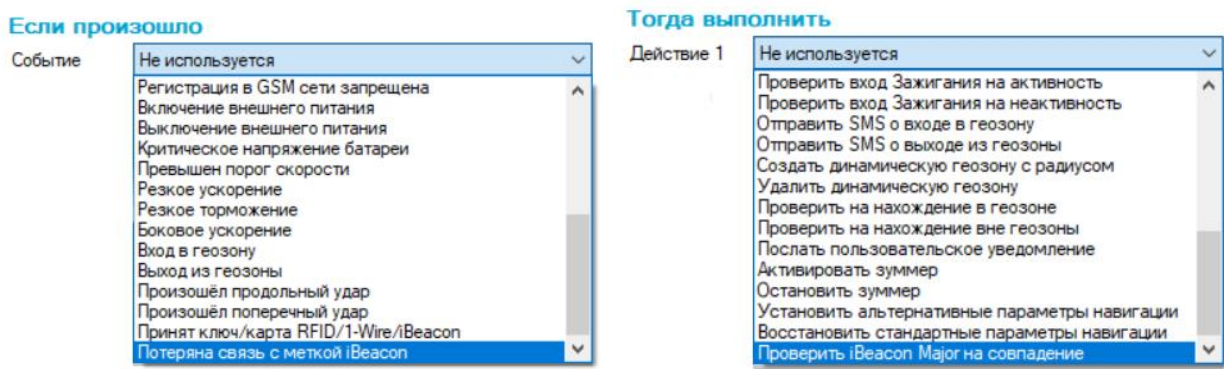 Если произошло
Событие
Не используется
Регистрация в GSM сети запрещена
Включение внешнего питания
Выключение внешнего питания
Критическое напряжение батареи
Превышен порог скорости
Резкое ускорение
Резкое торможение
Боковое ускорение
Вход в геозону
Выход из геозоны
Произошёл продольный удар
Произошёл поперечный удар
Принят ключ/карта RFID/1-Wire/iBeacon
Потеряна связь с меткой iBeacon
Тогда выполнить
Действие 1
Не используется
Проверить вход Зажигания на активность
Проверить вход Зажигания на неактивность
Отправить SMS о входе в геозону
Отправить SMS о выходе из геозоны
Создать динамическую геозону с радиусом
Удалить динамическую геозону
Проверить на нахождение в геозоне
Проверить на нахождение вне геозоны
Послать пользовательское уведомление
Активировать зуммер
Остановить зуммер
Установить альтернативные параметры навигации
Восстановить стандартные параметры навигации
Проверить iBeacon Major на совпадение